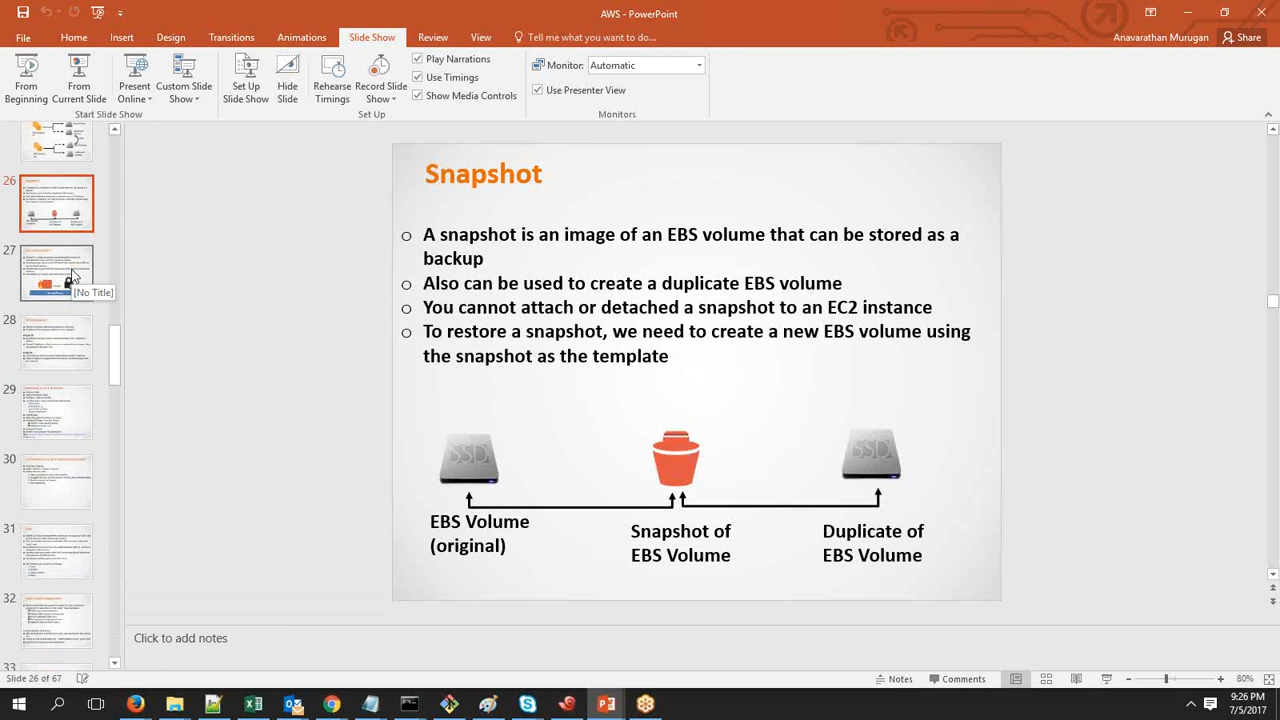 AWS - PowerPoint
File Home Insert Design Transitions Animations Slide Show Review View Tell me what you want to do... Anavarathan Murugan Share
From Beginning
From Current Slide
Present Online
Custom Slide Show
Set Up Slide Show
Hide Slide
Rehearse Timings
Record Slide Show
Play Narrations
Use Timings
Show Media Controls
Monitor: Automatic
Use Presenter View
Start Slide Show Set Up Monitors
26
27
[No Title]
28
29
30
31
32
33
Snapshot
A snapshot is an image of an EBS volume that can be stored as a
backup
Also can be used to create a duplicate EBS volume
You cannot attach or detached a snapshot to an EC2 instance
To restore a snapshot, we need to create a new EBS volume using
the snapshot as the template
EBS Volume
(original)
Snapshot of
EBS Volume
Duplicate of
EBS Volume
Click to add notes
Slide 26 of 67 Notes Comments 80%
9:26 PM
7/5/2017